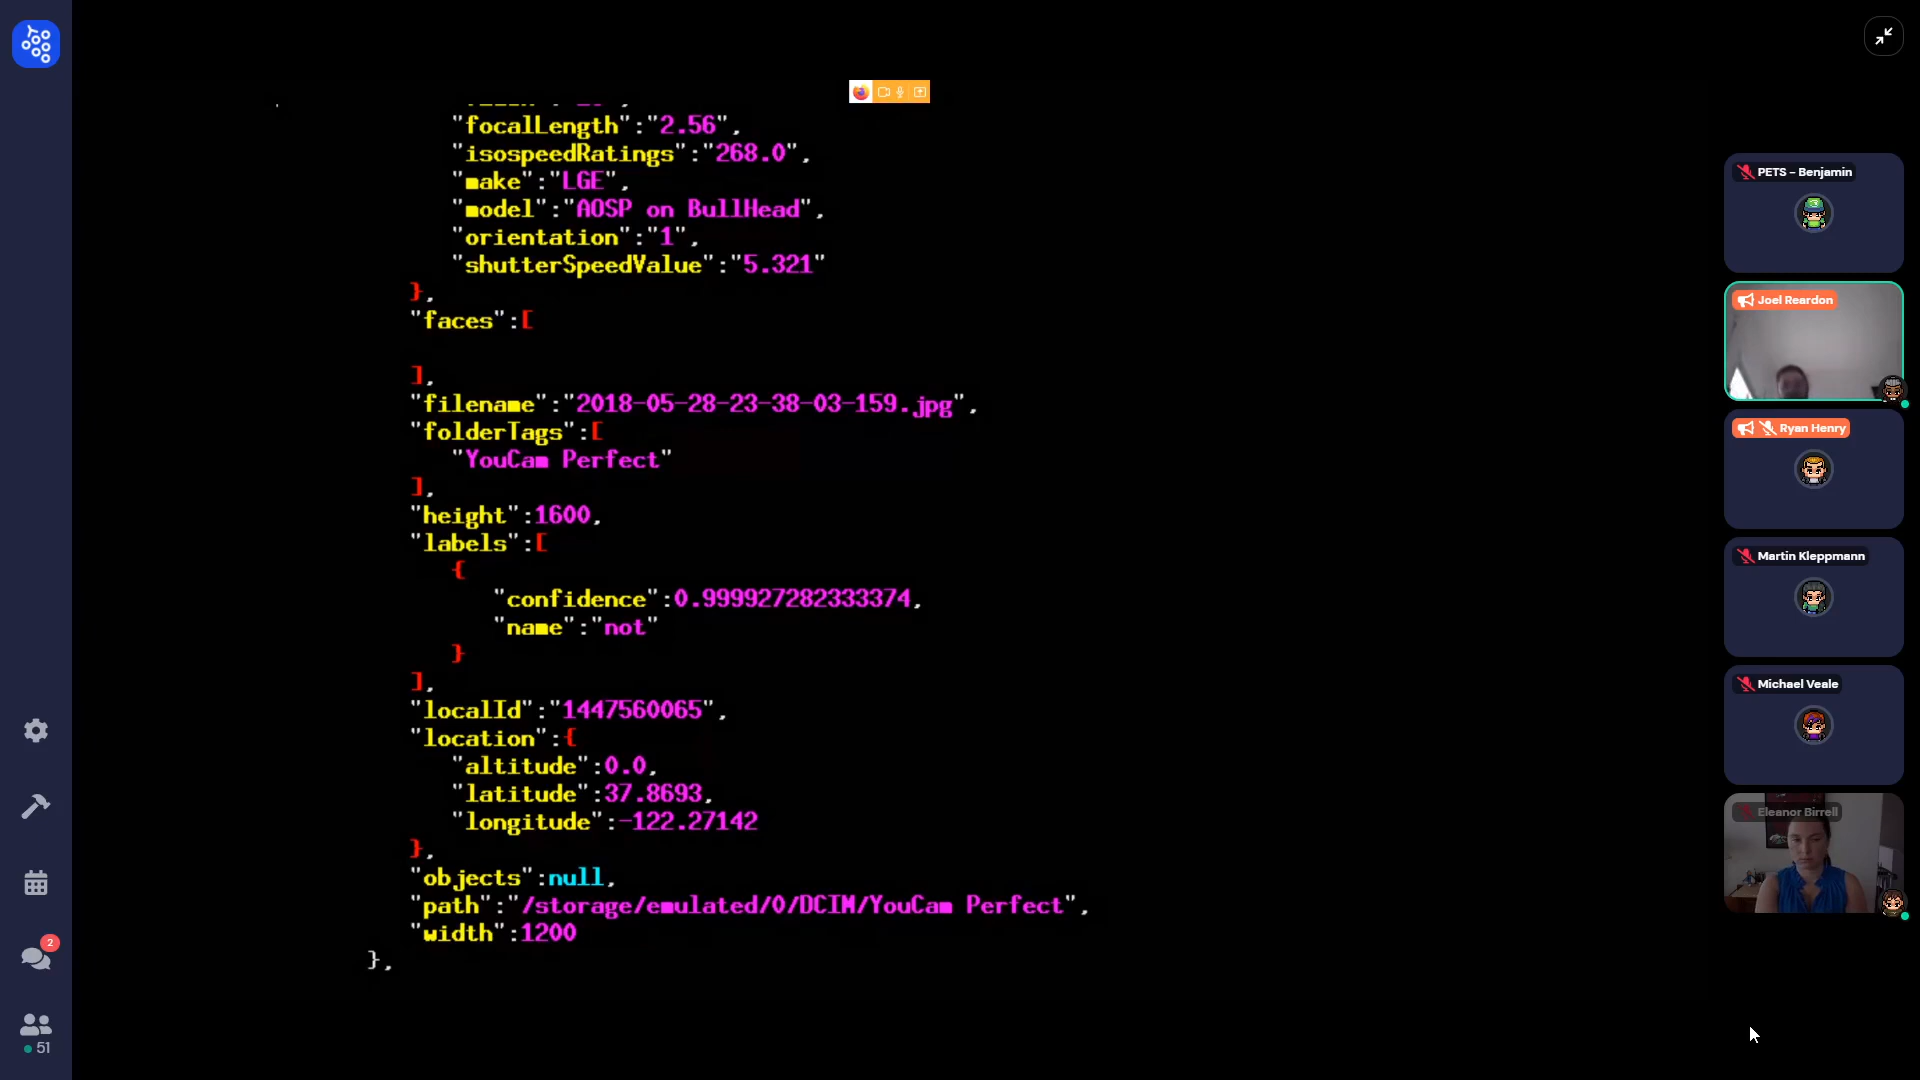 "focalLength":"2.56",
"isospeedRatings":"268.0",
"make":"LGE",
"model":"AOSP on BullHead",
"orientation":"1",
"shutterSpeedValue":"5.321"
},
"faces":[
],
"filename":"2018-05-28-23-38-03-159.jpg",
"folderTags":[
"YouCam Perfect"
],
"height":1600,
"labels":[
{
"confidence":0.9999272823333374,
"name":"not"
}
],
"localId":"1447560065",
"location":{
"altitude":0.0,
"latitude":37.8693,
"longitude":-122.27142
},
"objects":null,
"path":"/storage/emulated/0/DCIM/YouCam Perfect",
"width":1200
},
PETS - Benjamin
Joel Reardon
Ryan Henry
Martin Kleppmann
Michael Veale
Eleanor Birrell
2
51